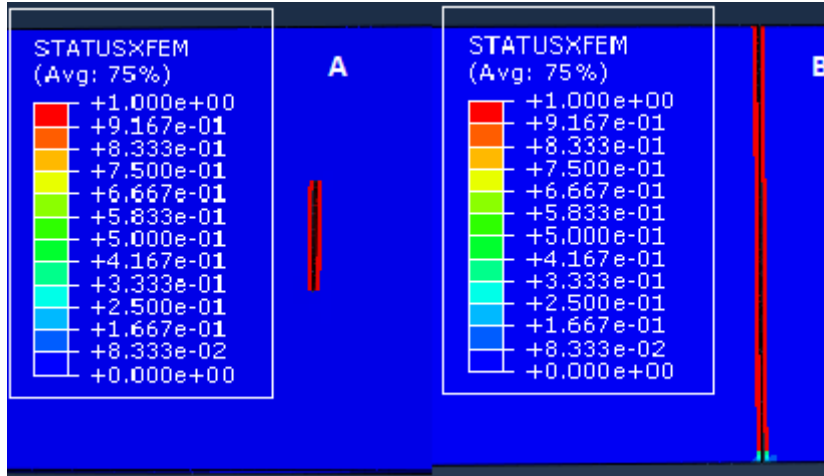 STATUSXFEM
(Avg: 75%)
+1.000e+00
+9.167e-01
+8.333e-01
+7.500e-01
+6.667e-01
+5.833e-01
+5.000e-01
+4.167e-01
+3.333e-01
+2.500e-01
+1.667e-01
+8.333e-02
+0.000e+00
A
STATUSXFEM
(Avg: 75%)
+1.000e+00
+9.167e-01
+8.333e-01
+7.500e-01
+6.667e-01
+5.833e-01
+5.000e-01
+4.167e-01
+3.333e-01
+2.500e-01
+1.667e-01
+8.333e-02
+0.000e+00
B